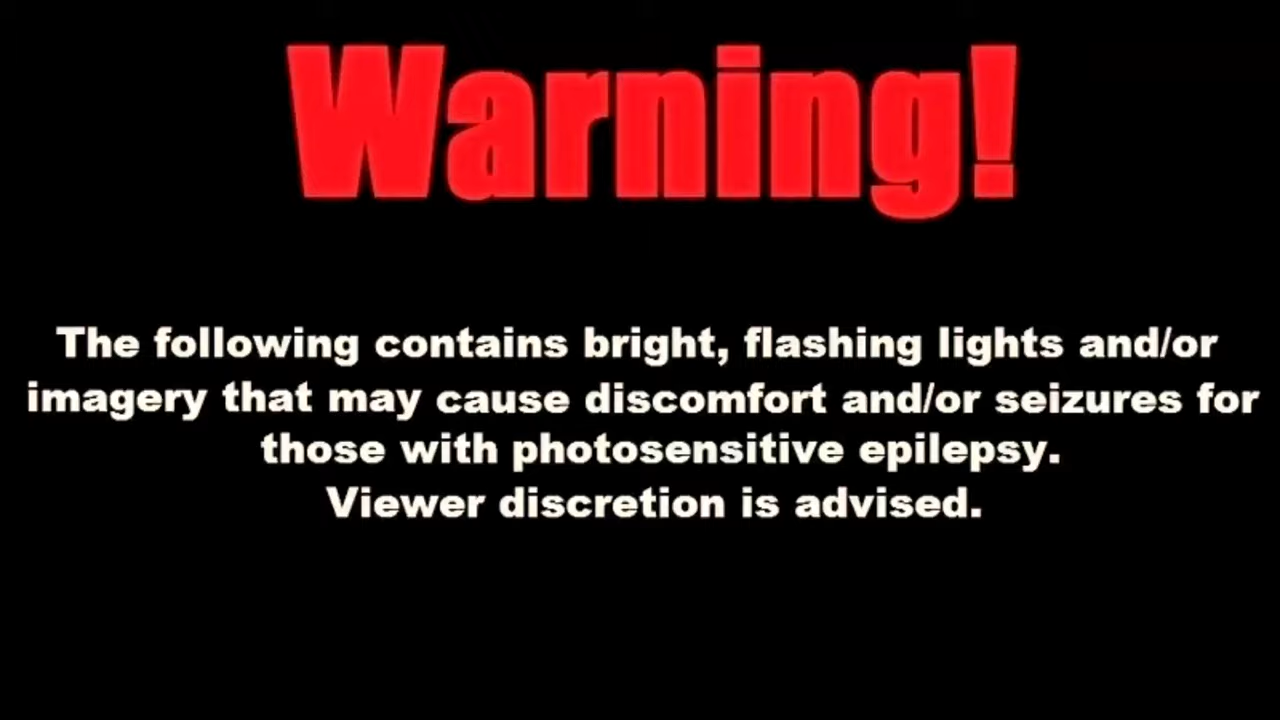 Warning!
The following contains bright, flashing lights and/or
imagery that may cause discomfort and/or seizures for
those with photosensitive epilepsy.
Viewer discretion is advised.